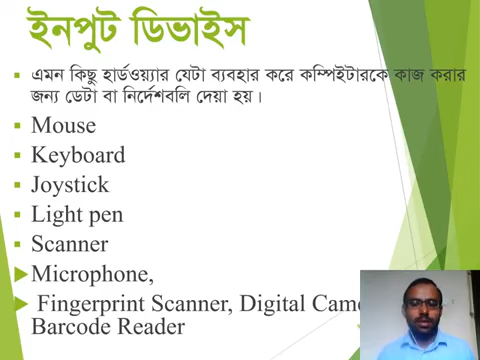 ইনপুট ডিভাইস
এমন কিছু হার্ডওয়্যার যেটা ব্যবহার করে কম্পিইটারকে কাজ করার
জন্য ডেটা বা নির্দেশবলি দেয়া হয়।
Mouse
Keyboard
Joystick
Light pen
Scanner
Microphone,
Fingerprint Scanner, Digital
Barcode Reader